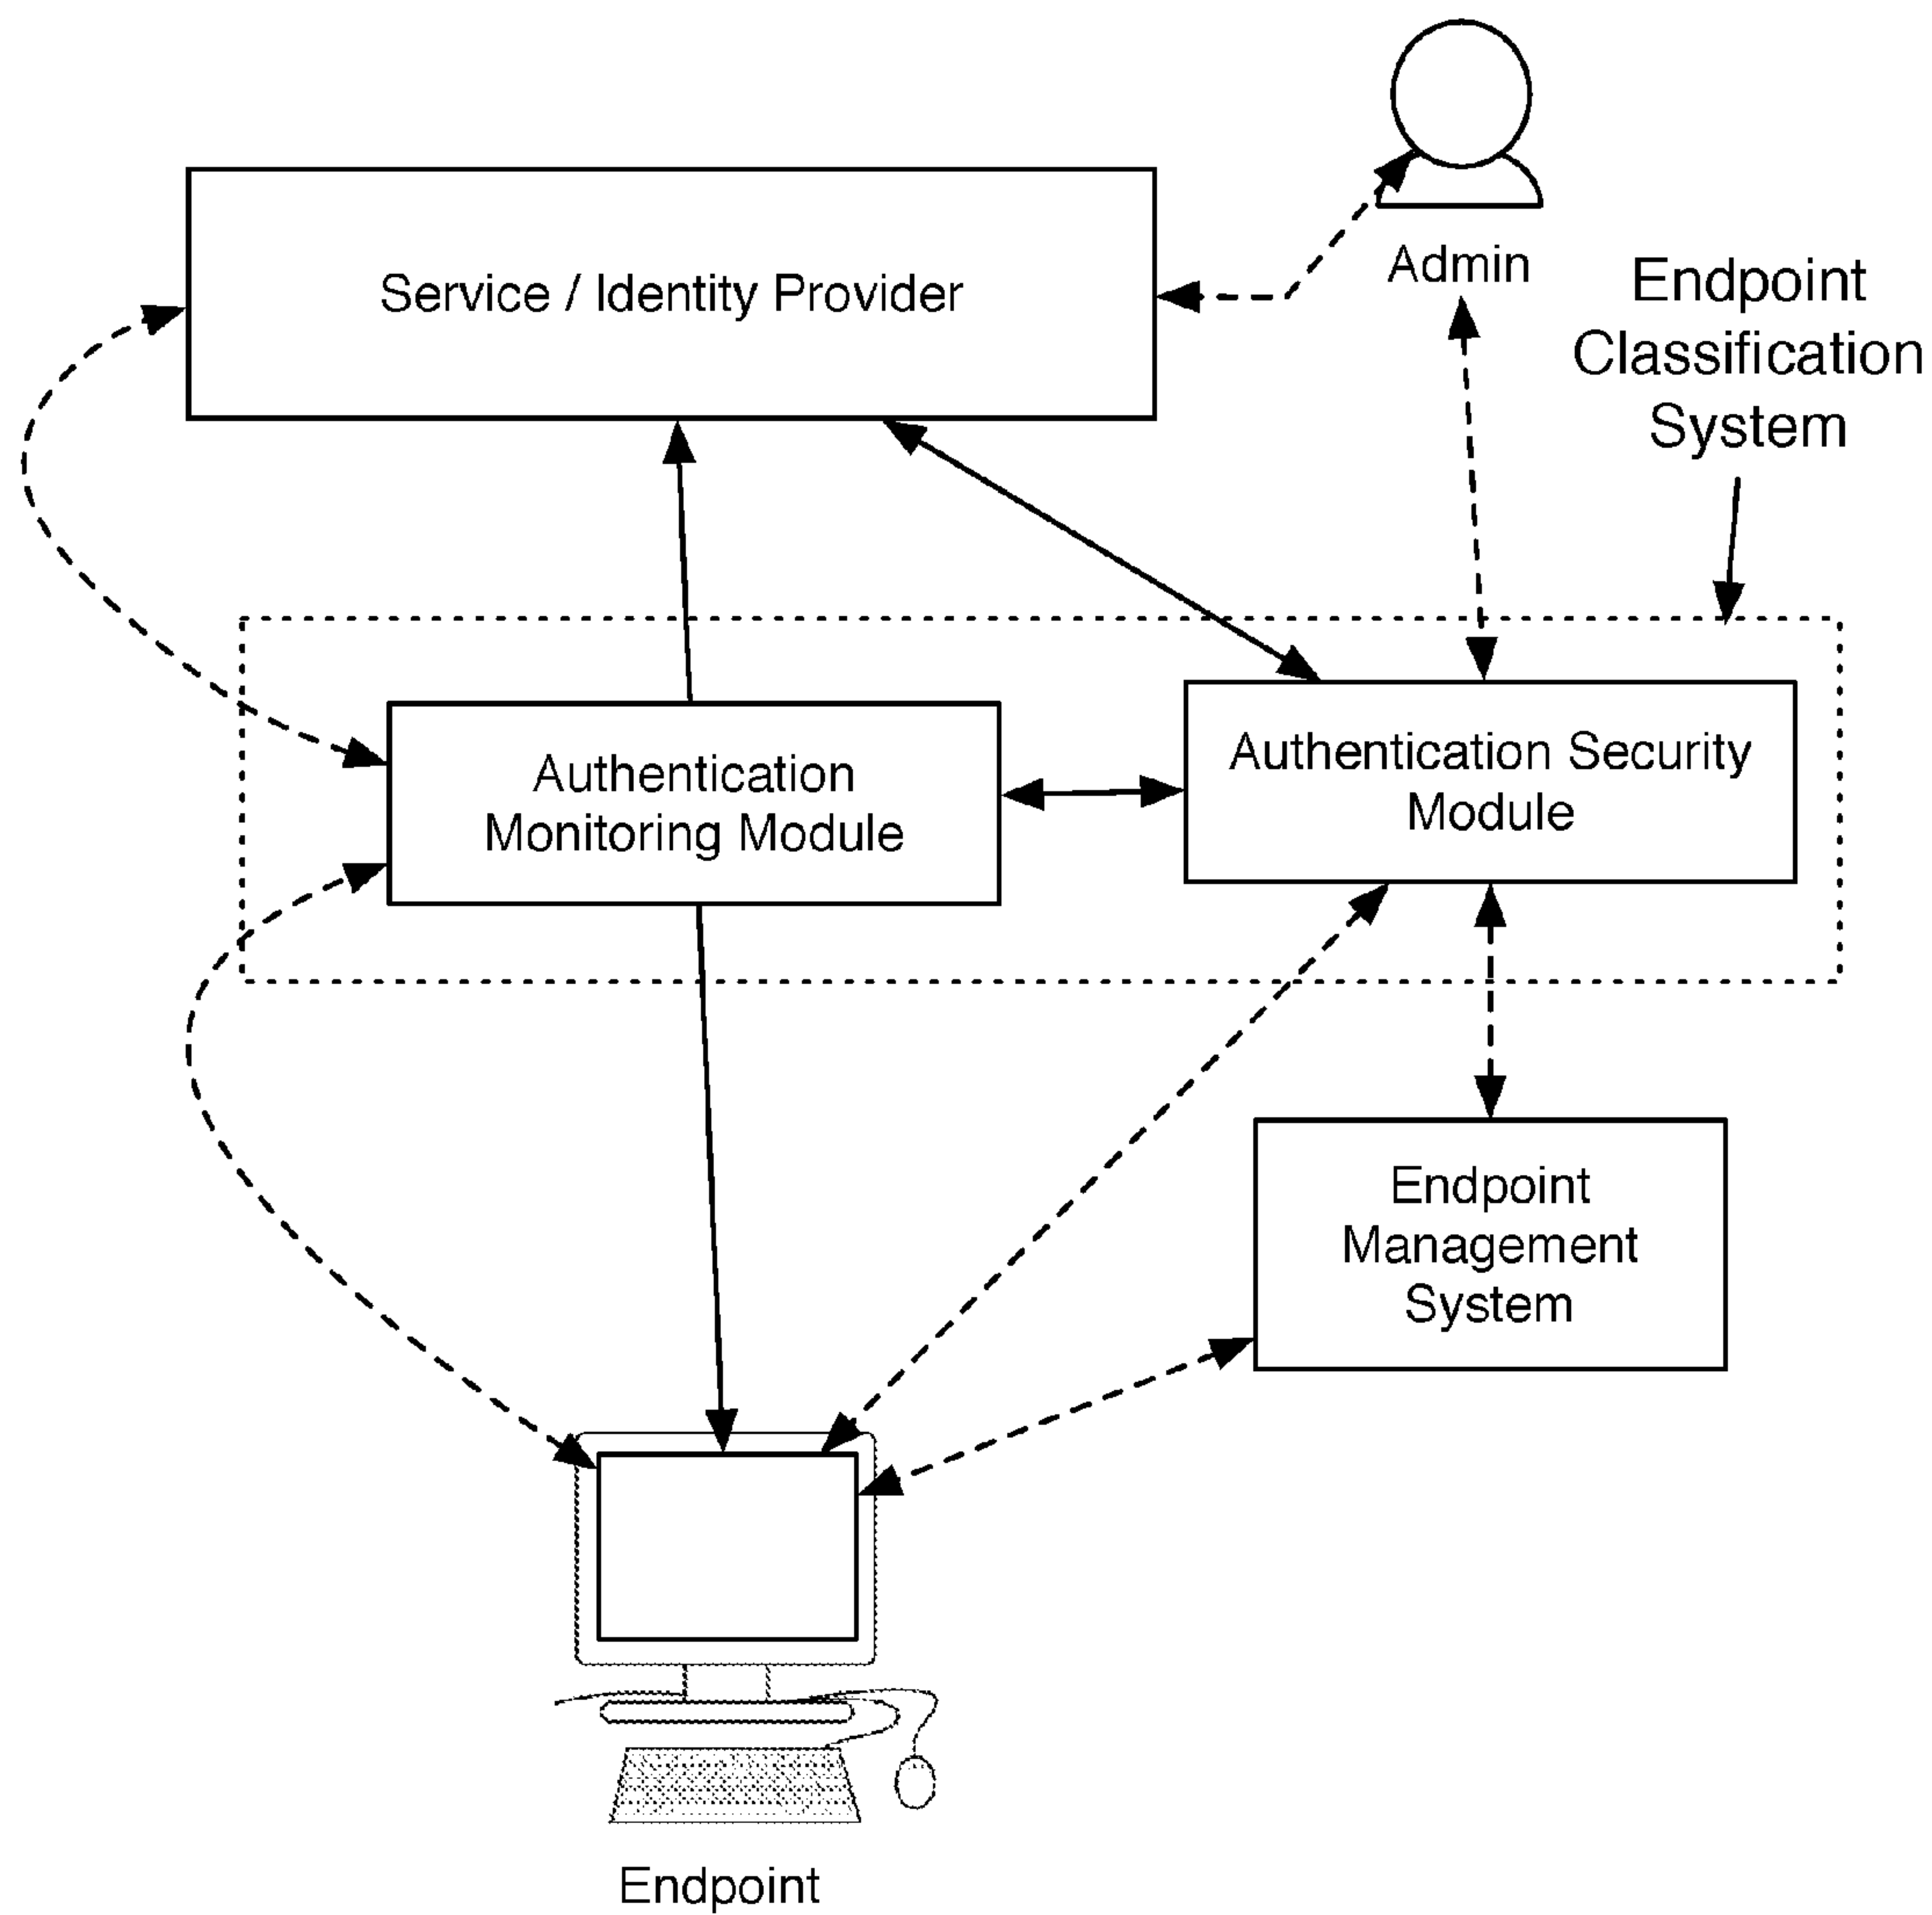 Service / Identity Provider
Admin
Endpoint
Classification
System
Authentication
Monitoring Module
Authentication Security
Module
Endpoint
Management
System
Endpoint